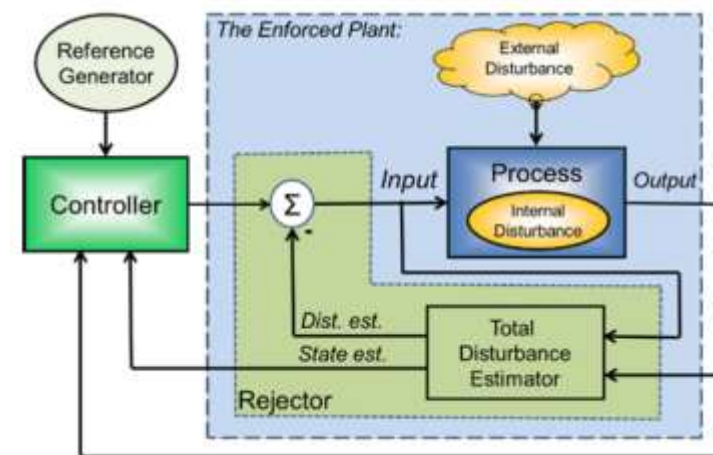 The Enforced Plant:
Reference
Generator
External
Disturbance
Process
Input
Output
Controller
Σ
Internal
Disturbance
-
Dist. est.
Total
Disturbance
Estimator
State est.
Rejector